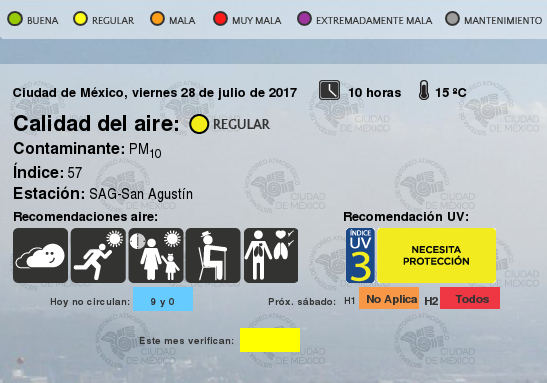 BUENA REGULAR MALA MUY MALA EXTREMADAMENTE MALA MANTENIMIENTO
Ciudad de México, viernes 28 de julio de 2017 10 horas 15 ºC
Calidad del aire: REGULAR
Contaminante: PM10
Índice: 57
Estación: SAG-San Agustín
Recomendaciones aire: Recomendación UV:
ÍNDICE
UV
3
NECESITA
PROTECCIÓN
Hoy no circulan: 9 y 0 Próx. sábado: H1 No Aplica H2 Todos
Este mes verifican:
CIUDAD
DE MÉXICO